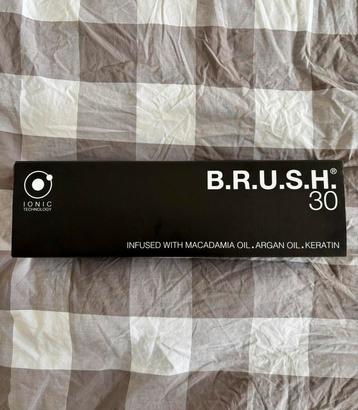 B.R.U.S.H.®
30
IONIC
TECHNOLOGY
INFUSED WITH MACADAMIA OIL.ARGAN OIL.KERATIN